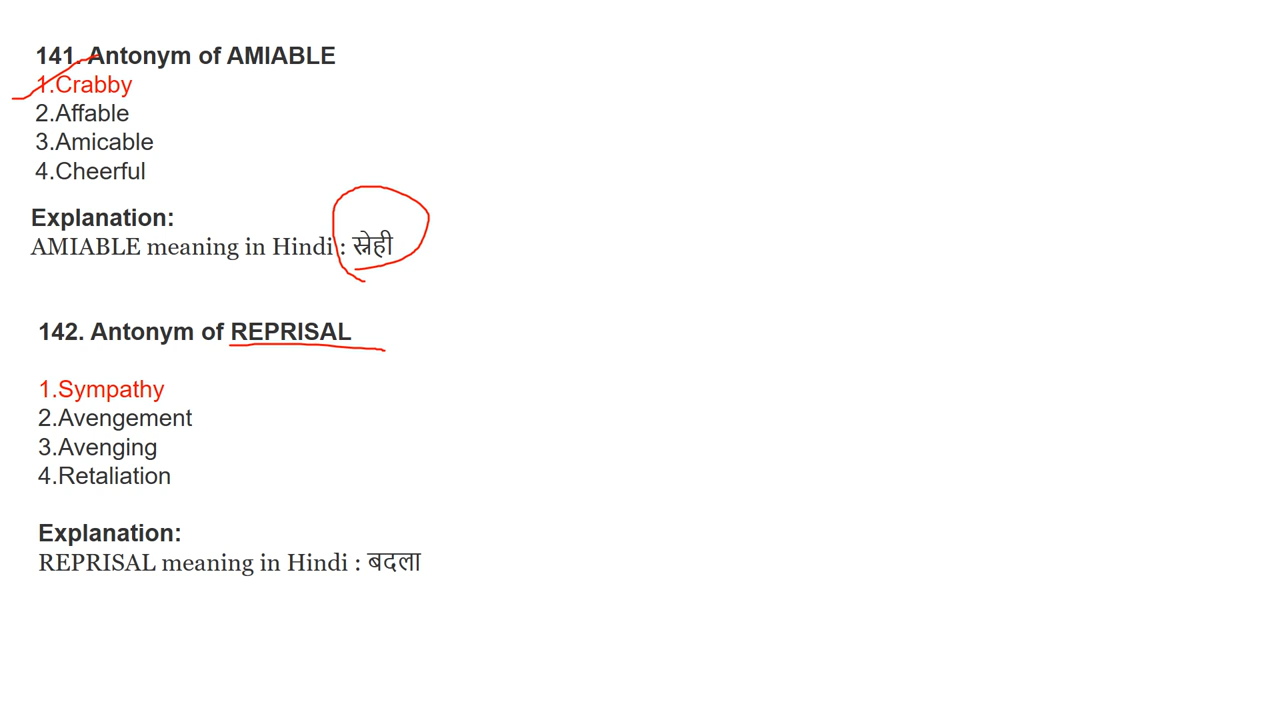 141. Antonym of AMIABLE
1.Crabby
2.Affable
3.Amicable
4.Cheerful
Explanation:
AMIABLE meaning in Hindi : स्नेही
142. Antonym of REPRISAL
1.Sympathy
2.Avengement
3.Avenging
4.Retaliation
Explanation:
REPRISAL meaning in Hindi : बदला